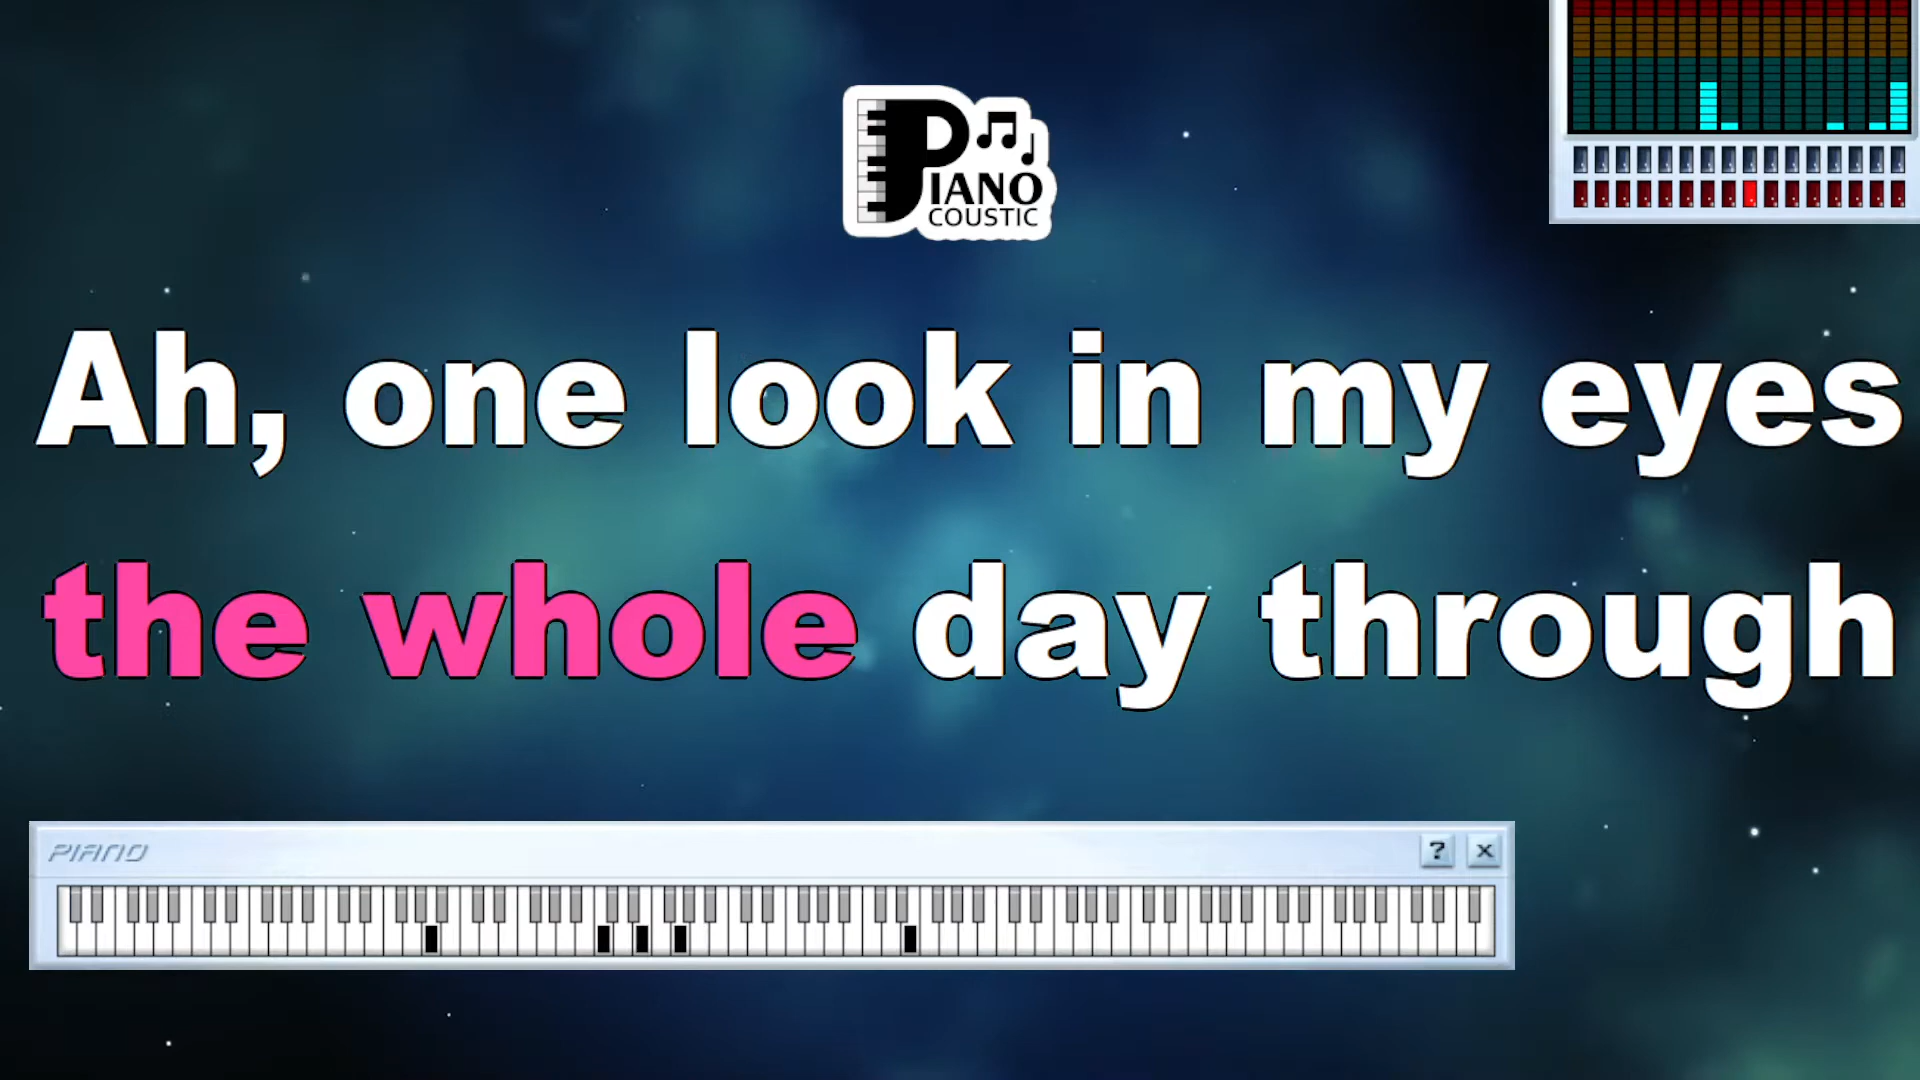 PIANO
COUSTIC
Ah, one look in my eyes
the whole day through
PIANO
? ×